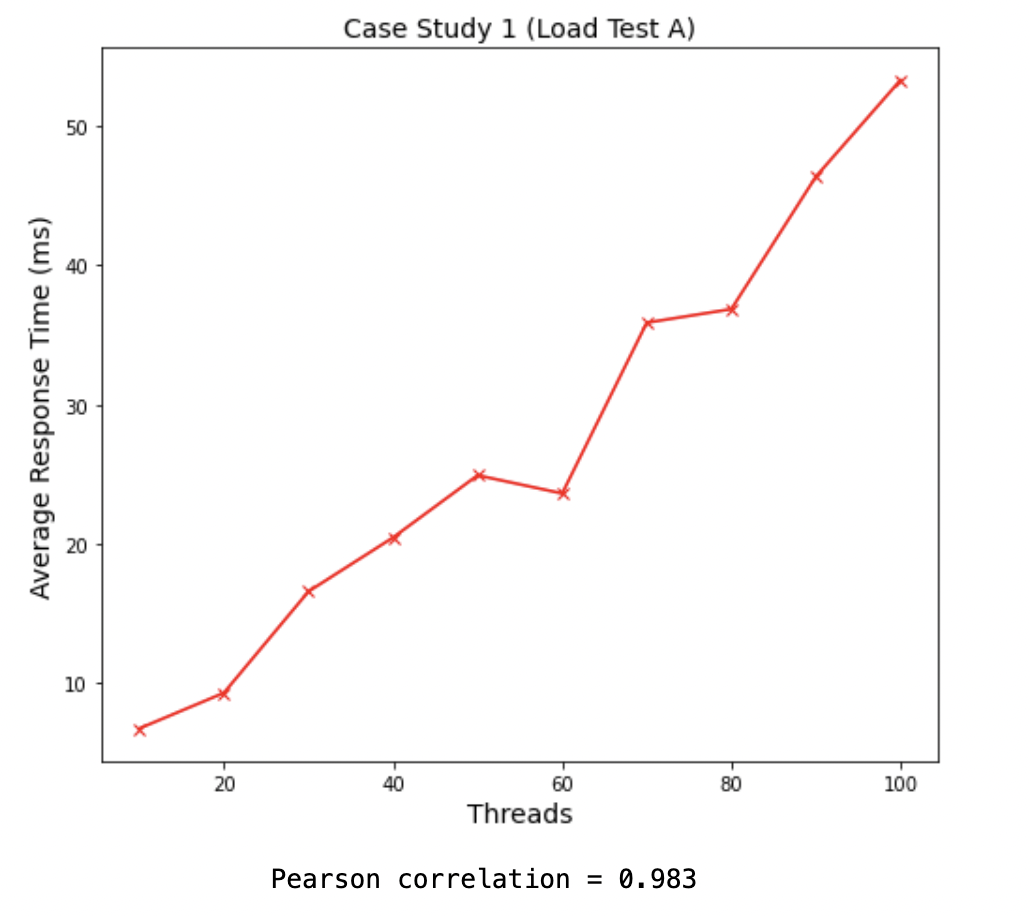 Case Study 1 (Load Test A)
50
40
30
20
10
Average Response Time (ms)
20 40 60 80 100
Threads
Pearson correlation = 0.983